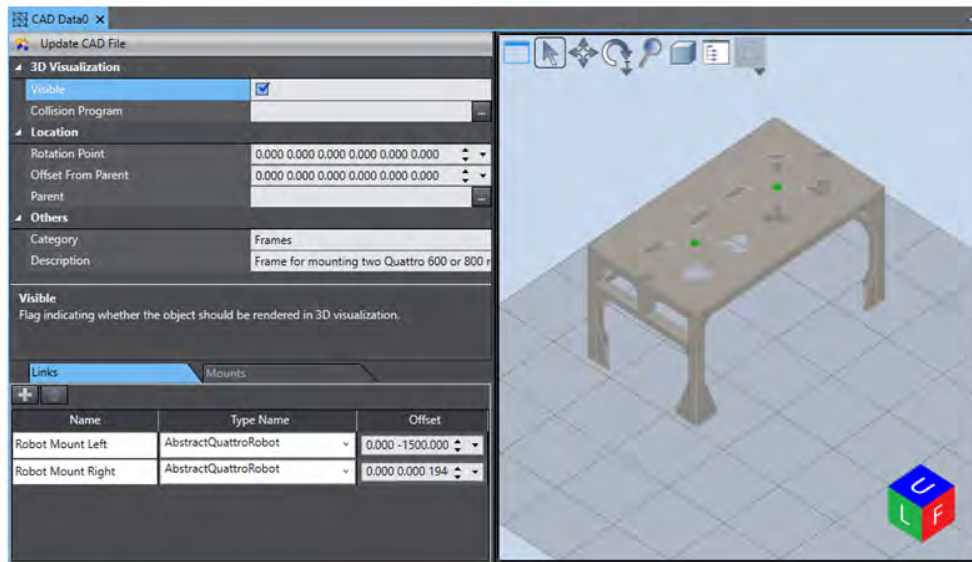 CAD Data0
Update CAD File
3D Visualization
Visible
Collision Program
...
Location
Rotation Point 0.000 0.000 0.000 0.000 0.000 0.000
Offset From Parent 0.000 0.000 0.000 0.000 0.000 0.000
Parent
...
Others
Category Frames
Description Frame for mounting two Quattro 600 or 800 r
Visible
Flag indicating whether the object should be rendered in 3D visualization.
Links Mounts
Name Type Name Offset
Robot Mount Left AbstractQuattroRobot 0.000 -1500.000
Robot Mount Right AbstractQuattroRobot 0.000 0.000 194
U
L F